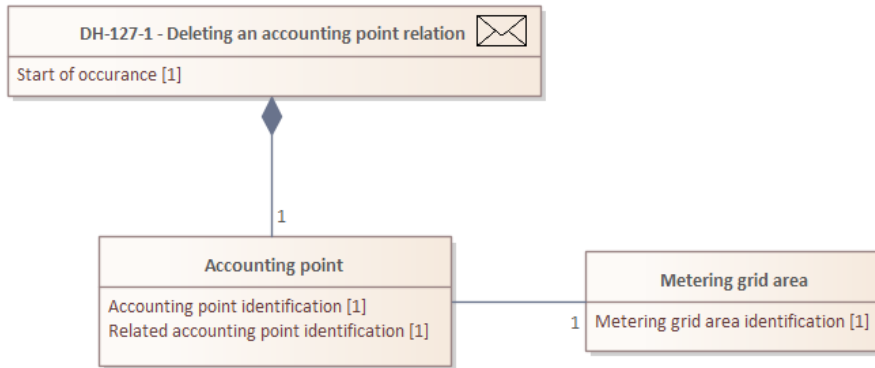 DH-127-1 - Deleting an accounting point relation
Start of occurance [1]
1
Accounting point
Accounting point identification [1]
Related accounting point identification [1]
1
Metering grid area
Metering grid area identification [1]